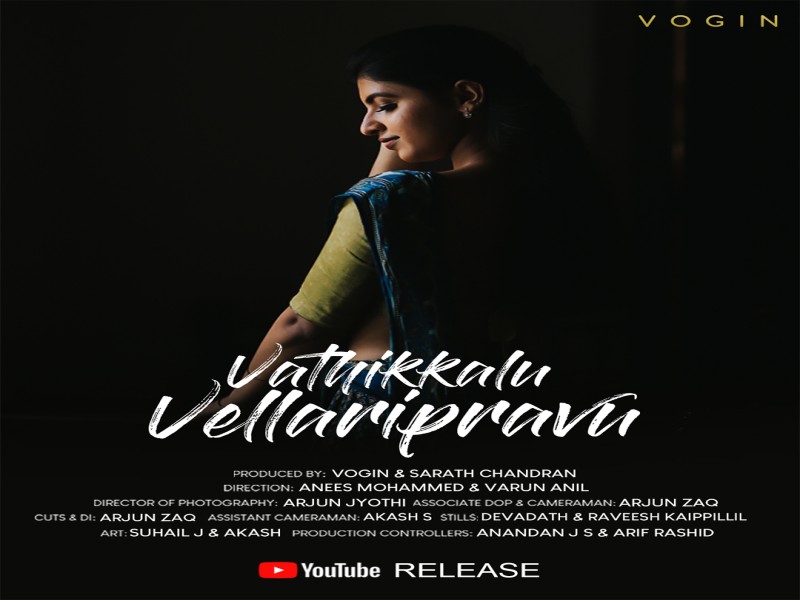 VOGIN
Vathikkalu
Vellaripravu
PRODUCED BY: VOGIN & SARATH CHANDRAN
DIRECTION: ANEES MOHAMMED & VARUN ANIL
DIRECTOR OF PHOTOGRAPHY: ARJUN JYOTHI ASSOCIATE DOP & CAMERAMAN: ARJUN ZAQ
CUTS & DI: ARJUN ZAQ ASSISTANT CAMERAMAN: AKASH S STILLS: DEVADATH & RAVEESH KAIPPILLIL
ART: SUHAIL J & AKASH PRODUCTION CONTROLLERS: ANANDAN J S & ARIF RASHID
YouTube RELEASE